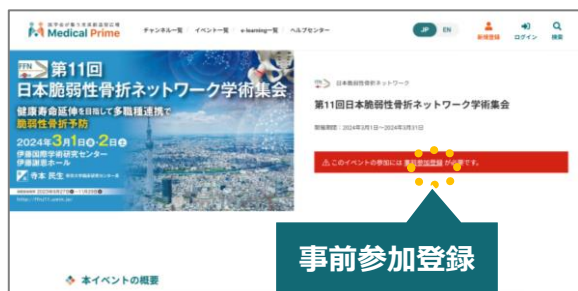 医学会が集う生涯学習広場
Medical Prime
チャンネル一覧 イベント一覧 e-learning一覧 ヘルプセンター
JP EN
新規登録 ログイン 検索
FFN
第11回
日本脆弱性骨折ネットワーク学術集会
健康寿命延伸を目指して多職種連携で
脆弱性骨折予防
2024年3月1日金・2日土
伊藤国際学術研究センター
伊藤謝恩ホール
寺本 民生
http://ffn11.umin.jp/
FFN 日本脆弱性骨折ネットワーク
第11回日本脆弱性骨折ネットワーク学術集会
開催期間：2024年3月1日〜2024年3月31日
このイベントの参加には 事前参加登録 が必要です。
事前参加登録
本イベントの概要